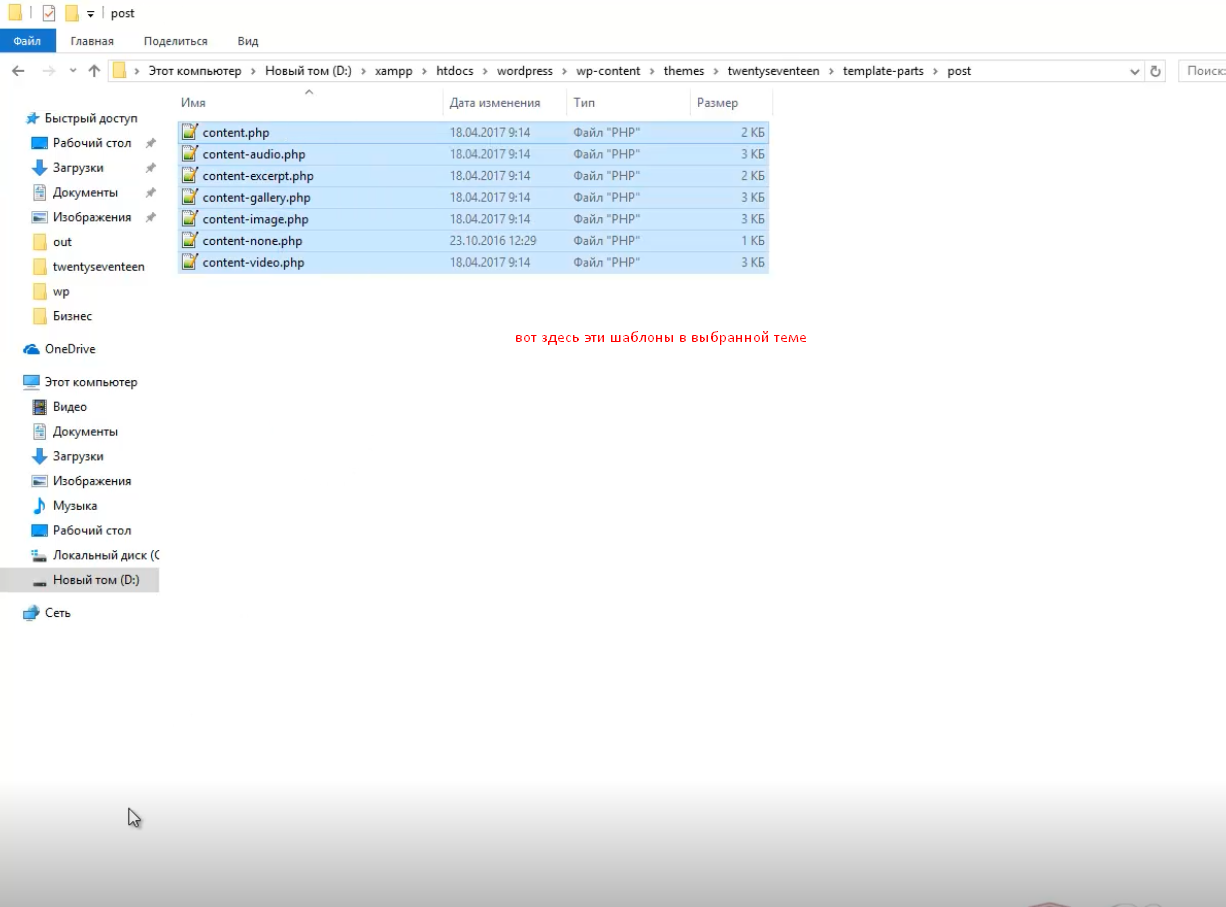 post
Файл Главная Поделиться Вид
Этот компьютер Новый том (D:) xampp htdocs wordpress wp-content themes twentyseventeen template-parts post
Имя Дата изменения Тип Размер
Быстрый доступ
Рабочий стол
Загрузки
Документы
Изображения
out
twentyseventeen
wp
Бизнес
OneDrive
Этот компьютер
Видео
Документы
Загрузки
Изображения
Музыка
Рабочий стол
Локальный диск (C
Новый том (D:)
Сеть
content.php 18.04.2017 9:14 Файл "PHP" 2 КБ
content-audio.php 18.04.2017 9:14 Файл "PHP" 3 КБ
content-excerpt.php 18.04.2017 9:14 Файл "PHP" 2 КБ
content-gallery.php 18.04.2017 9:14 Файл "PHP" 3 КБ
content-image.php 18.04.2017 9:14 Файл "PHP" 3 КБ
content-none.php 23.10.2016 12:29 Файл "PHP" 1 КБ
content-video.php 18.04.2017 9:14 Файл "PHP" 3 КБ
вот здесь эти шаблоны в выбранной теме